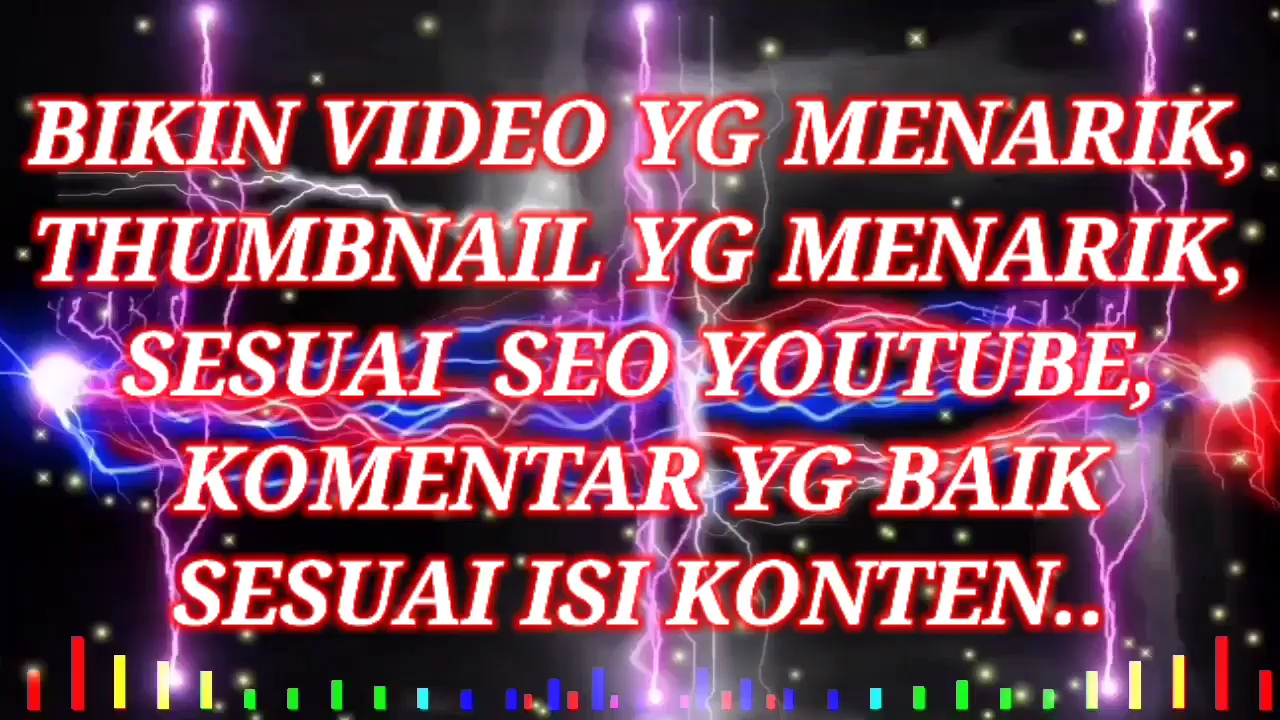 BIKIN VIDEO YG MENARIK,
THUMBNAIL YG MENARIK,
SESUAI SEO YOUTUBE,
KOMENTAR YG BAIK
SESUAI ISI KONTEN..